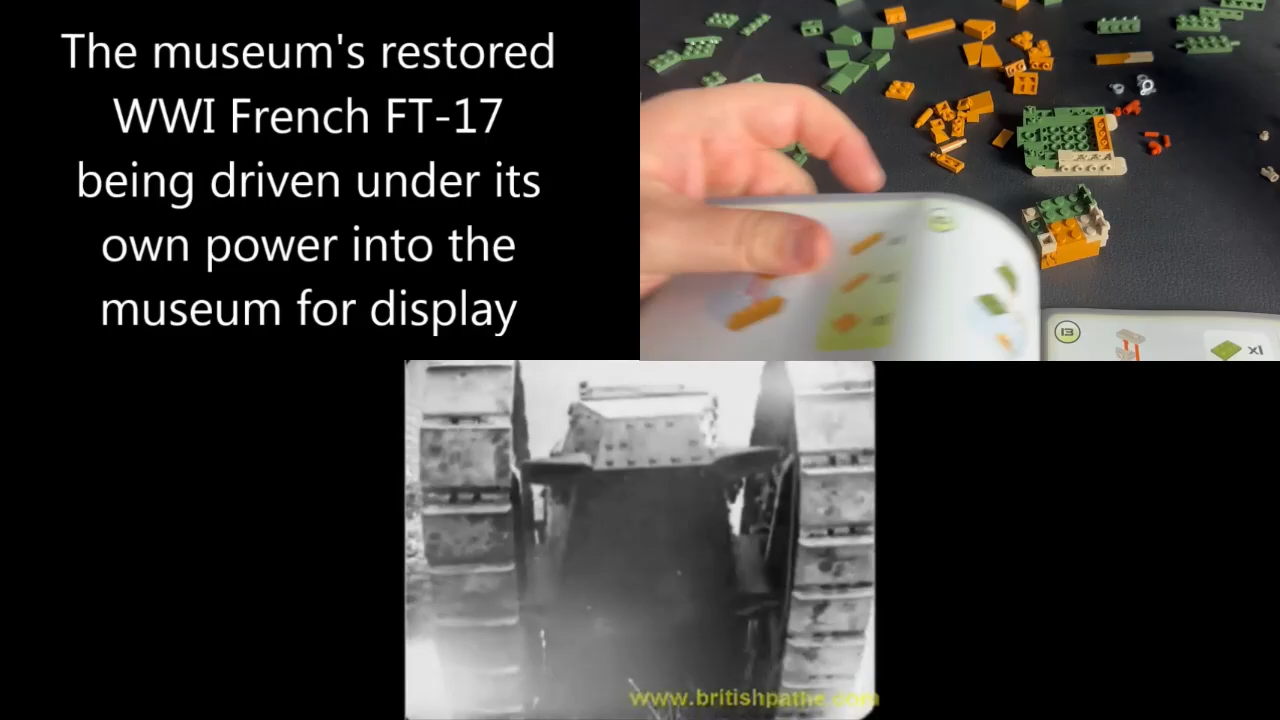 The museum's restored
WWI French FT-17
being driven under its
own power into the
museum for display
13
x1
www.britishpathe.com